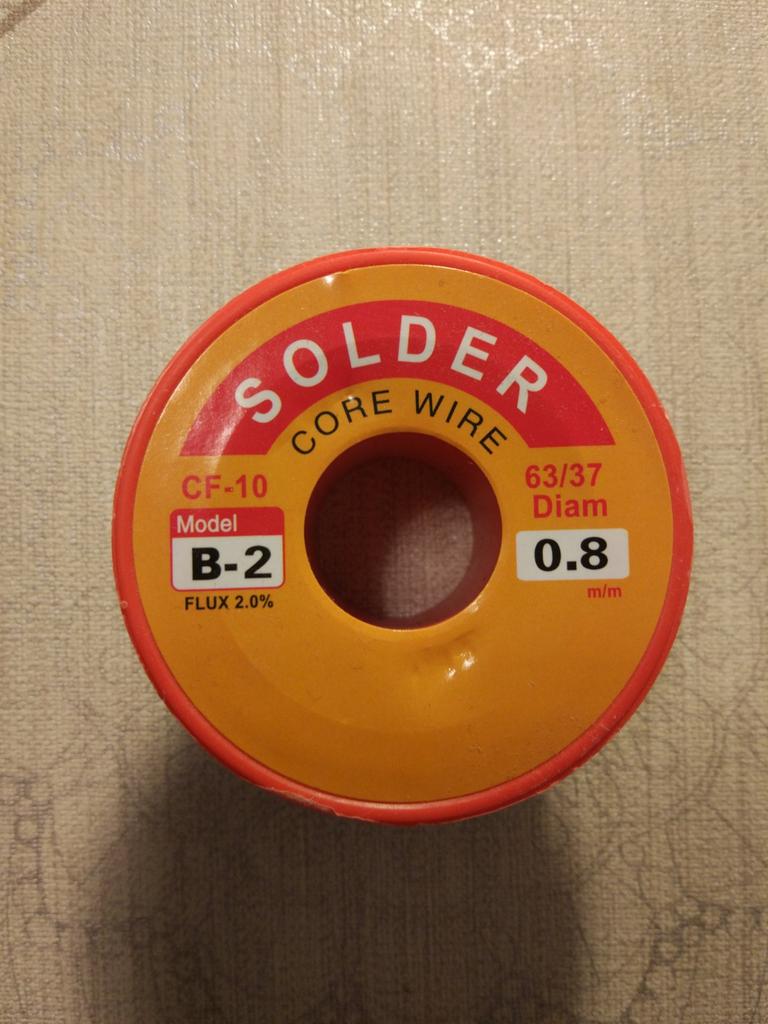 SOLDER
CORE WIRE
CF-10
63/37
Diam
Model
B-2
0.8
m/m
FLUX 2.0%